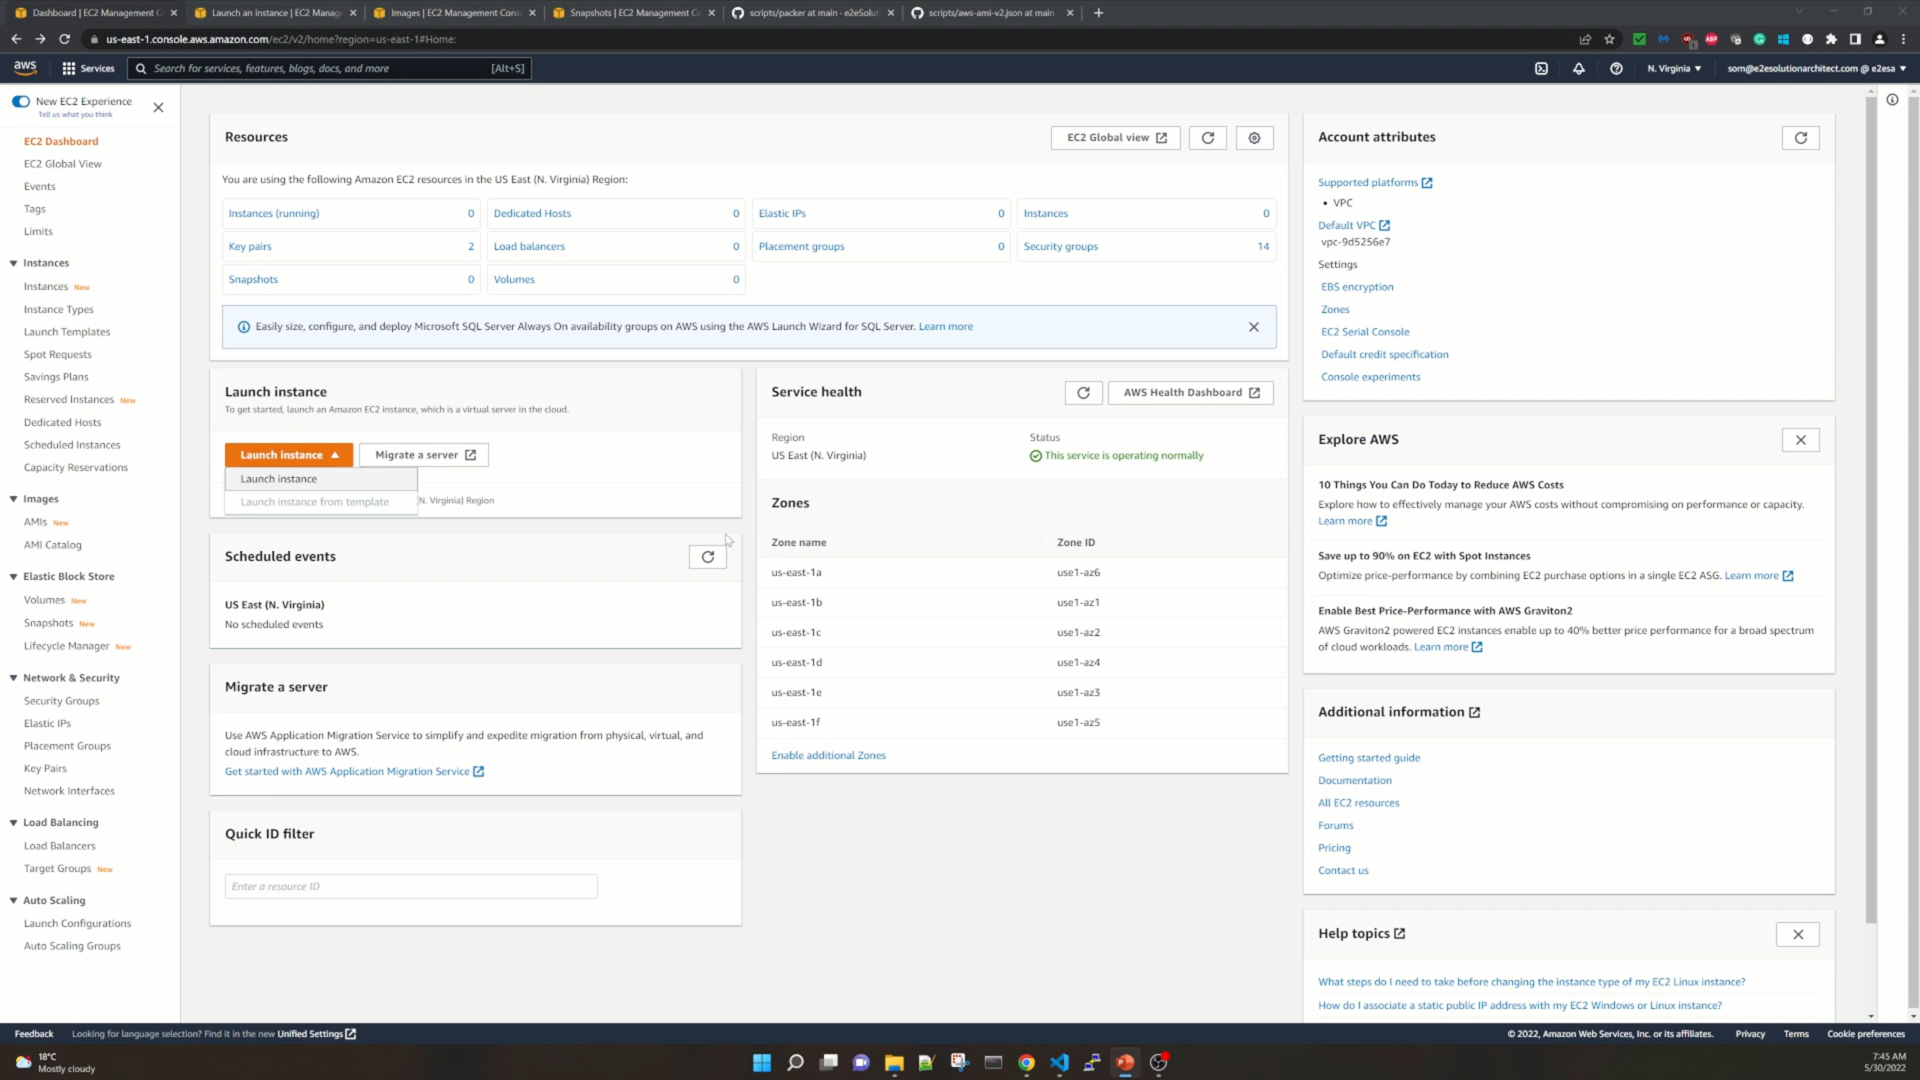 Dashboard | EC2 Management C
Launch an instance | EC2 Manag
Images | EC2 Management Cons
Snapshots | EC2 Management Co
scripts/packer at main · e2eSolut
scripts/aws-ami-v2.json at main
us-east-1.console.aws.amazon.com/ec2/v2/home?region=us-east-1#Home:
aws
Services
Search for services, features, blogs, docs, and more
[Alt+S]
N. Virginia
som@e2esolutionarchitect.com @ e2esa
New EC2 Experience
Tell us what you think
EC2 Dashboard
EC2 Global View
Events
Tags
Limits
Instances
Instances New
Instance Types
Launch Templates
Spot Requests
Savings Plans
Reserved Instances New
Dedicated Hosts
Scheduled Instances
Capacity Reservations
Images
AMIs New
AMI Catalog
Elastic Block Store
Volumes New
Snapshots New
Lifecycle Manager New
Network & Security
Security Groups
Elastic IPs
Placement Groups
Key Pairs
Network Interfaces
Load Balancing
Load Balancers
Target Groups New
Auto Scaling
Launch Configurations
Auto Scaling Groups
Resources
EC2 Global view
You are using the following Amazon EC2 resources in the US East (N. Virginia) Region:
Instances (running) 0
Dedicated Hosts 0
Elastic IPs 0
Instances 0
Key pairs 2
Load balancers 0
Placement groups 0
Security groups 14
Snapshots 0
Volumes 0
Easily size, configure, and deploy Microsoft SQL Server Always On availability groups on AWS using the AWS Launch Wizard for SQL Server. Learn more
Launch instance
To get started, launch an Amazon EC2 instance, which is a virtual server in the cloud.
Launch instance
Migrate a server
Launch instance
Launch instance from template
(N. Virginia) Region
Scheduled events
US East (N. Virginia)
No scheduled events
Migrate a server
Use AWS Application Migration Service to simplify and expedite migration from physical, virtual, and
cloud infrastructure to AWS.
Get started with AWS Application Migration Service
Quick ID filter
Enter a resource ID
Service health
AWS Health Dashboard
Region
Status
US East (N. Virginia)
This service is operating normally
Zones
Zone name
Zone ID
us-east-1a
use1-az6
us-east-1b
use1-az1
us-east-1c
use1-az2
us-east-1d
use1-az4
us-east-1e
use1-az3
us-east-1f
use1-az5
Enable additional Zones
Account attributes
Supported platforms
• VPC
Default VPC
vpc-9d5256e7
Settings
EBS encryption
Zones
EC2 Serial Console
Default credit specification
Console experiments
Explore AWS
10 Things You Can Do Today to Reduce AWS Costs
Explore how to effectively manage your AWS costs without compromising on performance or capacity.
Learn more
Save up to 90% on EC2 with Spot Instances
Optimize price-performance by combining EC2 purchase options in a single EC2 ASG. Learn more
Enable Best Price-Performance with AWS Graviton2
AWS Graviton2 powered EC2 instances enable up to 40% better price performance for a broad spectrum
of cloud workloads. Learn more
Additional information
Getting started guide
Documentation
All EC2 resources
Forums
Pricing
Contact us
Help topics
What steps do I need to take before changing the instance type of my EC2 Linux instance?
How do I associate a static public IP address with my EC2 Windows or Linux instance?
Feedback
Looking for language selection? Find it in the new Unified Settings
© 2022, Amazon Web Services, Inc. or its affiliates.
Privacy
Terms
Cookie preferences
18°C
Mostly cloudy
7:45 AM
5/30/2022